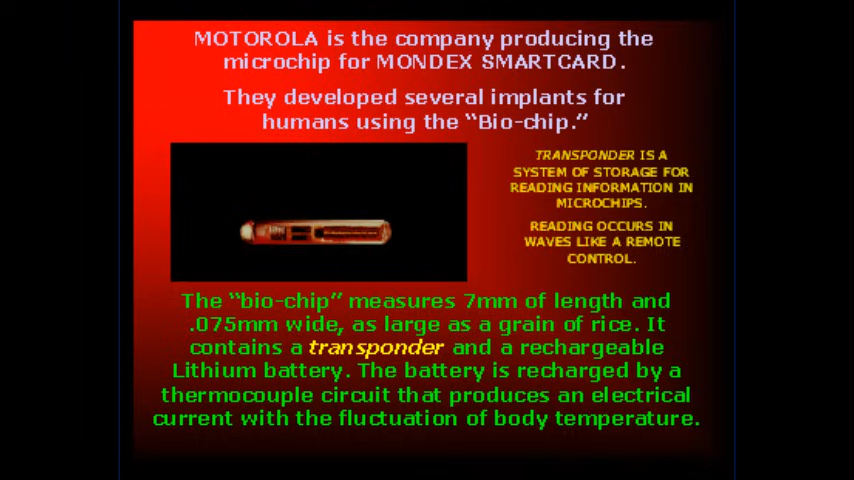 MOTOROLA is the company producing the
microchip for MONDEX SMARTCARD.
They developed several implants for
humans using the “Bio-chip.”
TRANSPONDER IS A
SYSTEM OF STORAGE FOR
READING INFORMATION IN
MICROCHIPS.
READING OCCURS IN
WAVES LIKE A REMOTE
CONTROL.
The “bio-chip” measures 7mm of length and
.075mm wide, as large as a grain of rice. It
contains a transponder and a rechargeable
Lithium battery. The battery is recharged by a
thermocouple circuit that produces an electrical
current with the fluctuation of body temperature.